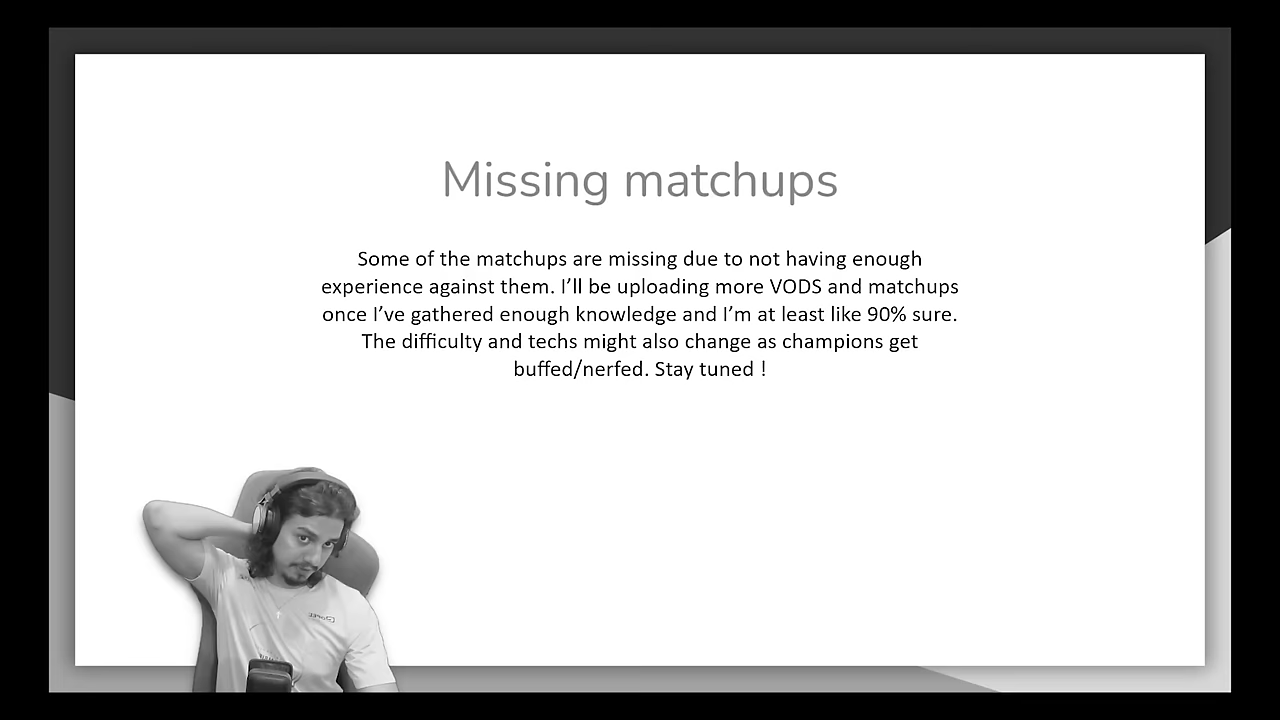 Missing matchups
Some of the matchups are missing due to not having enough
experience against them. I’ll be uploading more VODS and matchups
once I’ve gathered enough knowledge and I’m at least like 90% sure.
The difficulty and techs might also change as champions get
buffed/nerfed. Stay tuned !